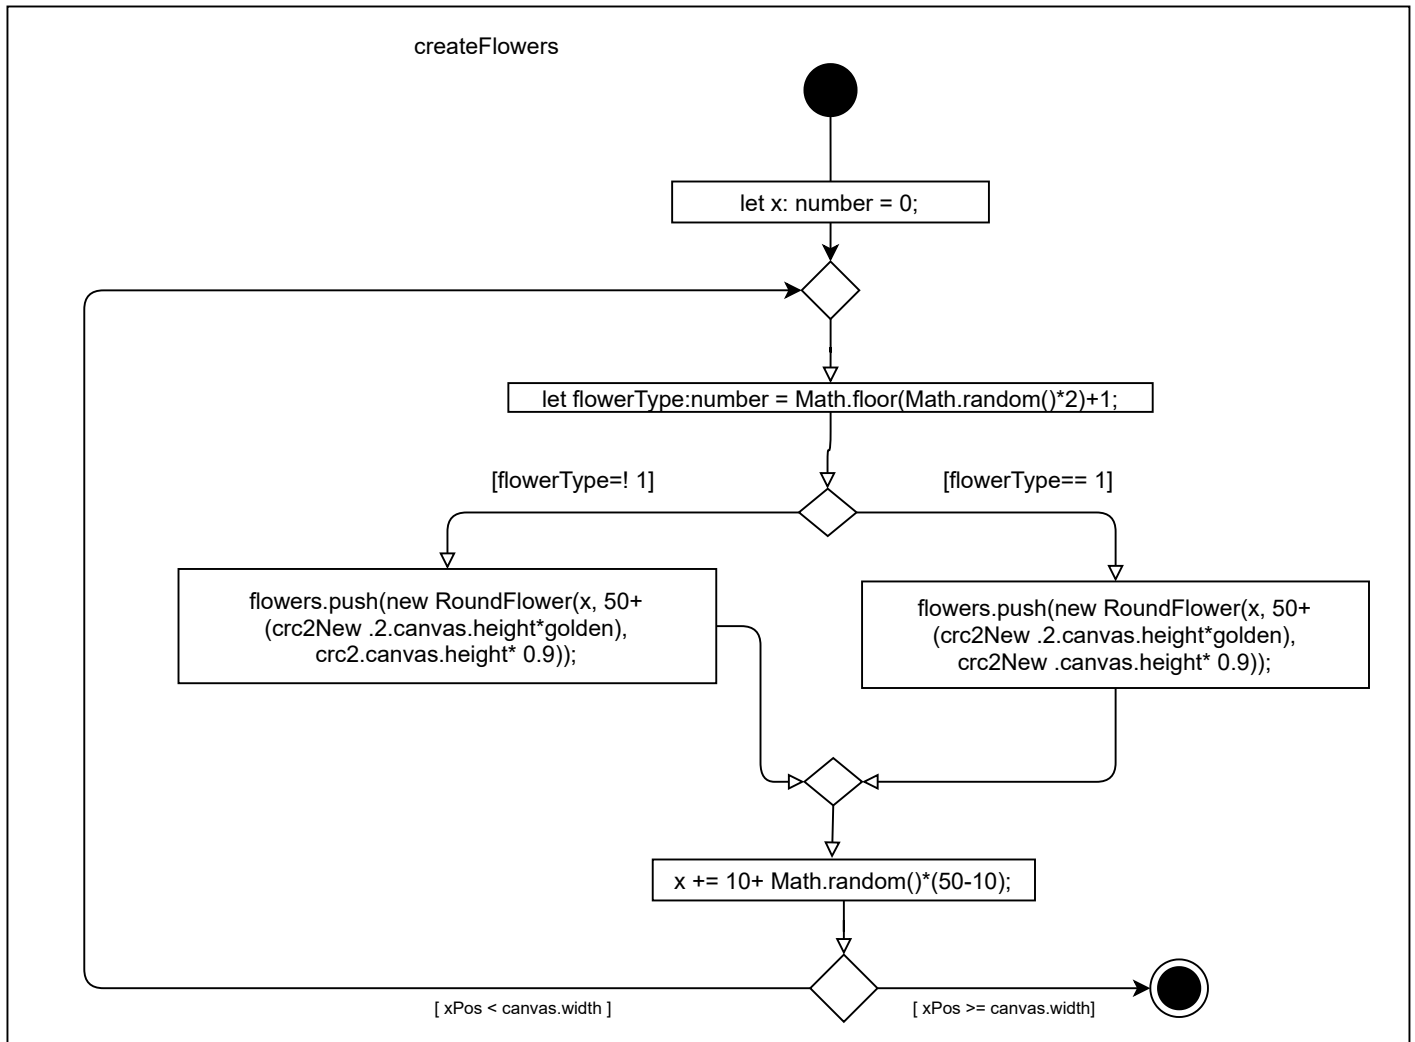 createFlowers
let x: number = 0;
let flowerType:number = Math.floor(Math.random()*2)+1;
[flowerType=! 1]
[flowerType== 1]
flowers.push(new RoundFlower(x, 50+
(crc2New .2.canvas.height*golden),
crc2.canvas.height* 0.9));
flowers.push(new RoundFlower(x, 50+
(crc2New .2.canvas.height*golden),
crc2New .canvas.height* 0.9));
x += 10+ Math.random()*(50-10);
[ xPos < canvas.width ]
[ xPos >= canvas.width]